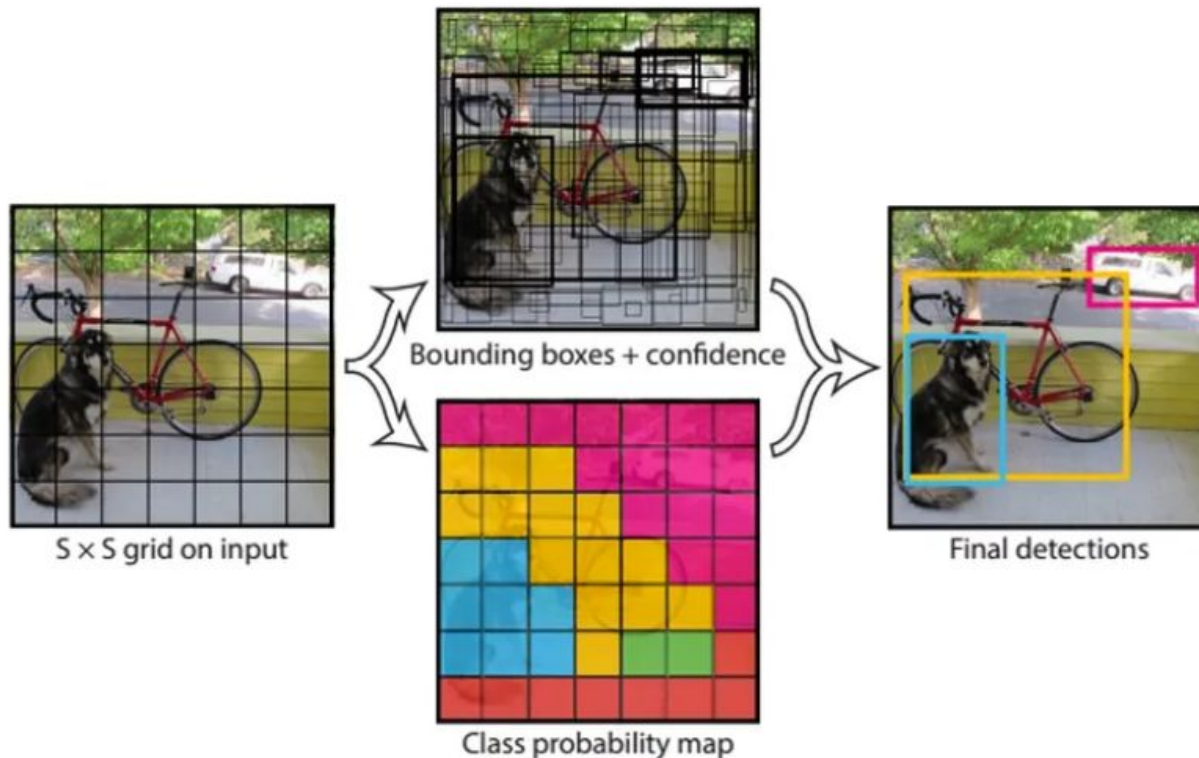 S × S grid on input
Bounding boxes + confidence
Class probability map
Final detections